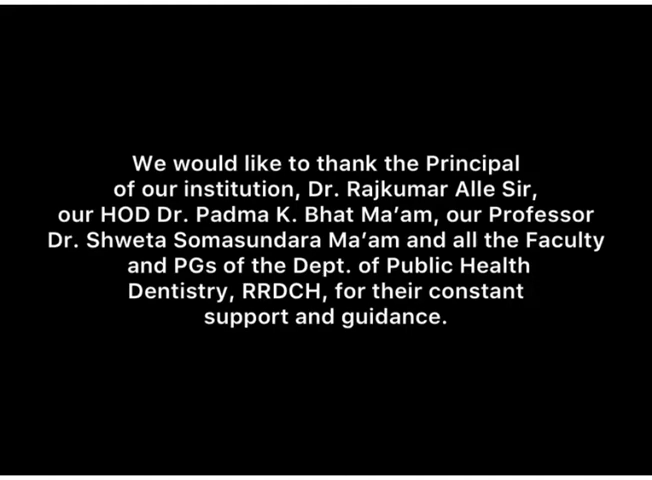 We would like to thank the Principal
of our institution, Dr. Rajkumar Alle Sir,
our HOD Dr. Padma K. Bhat Ma’am, our Professor
Dr. Shweta Somasundara Ma’am and all the Faculty
and PGs of the Dept. of Public Health
Dentistry, RRDCH, for their constant
support and guidance.